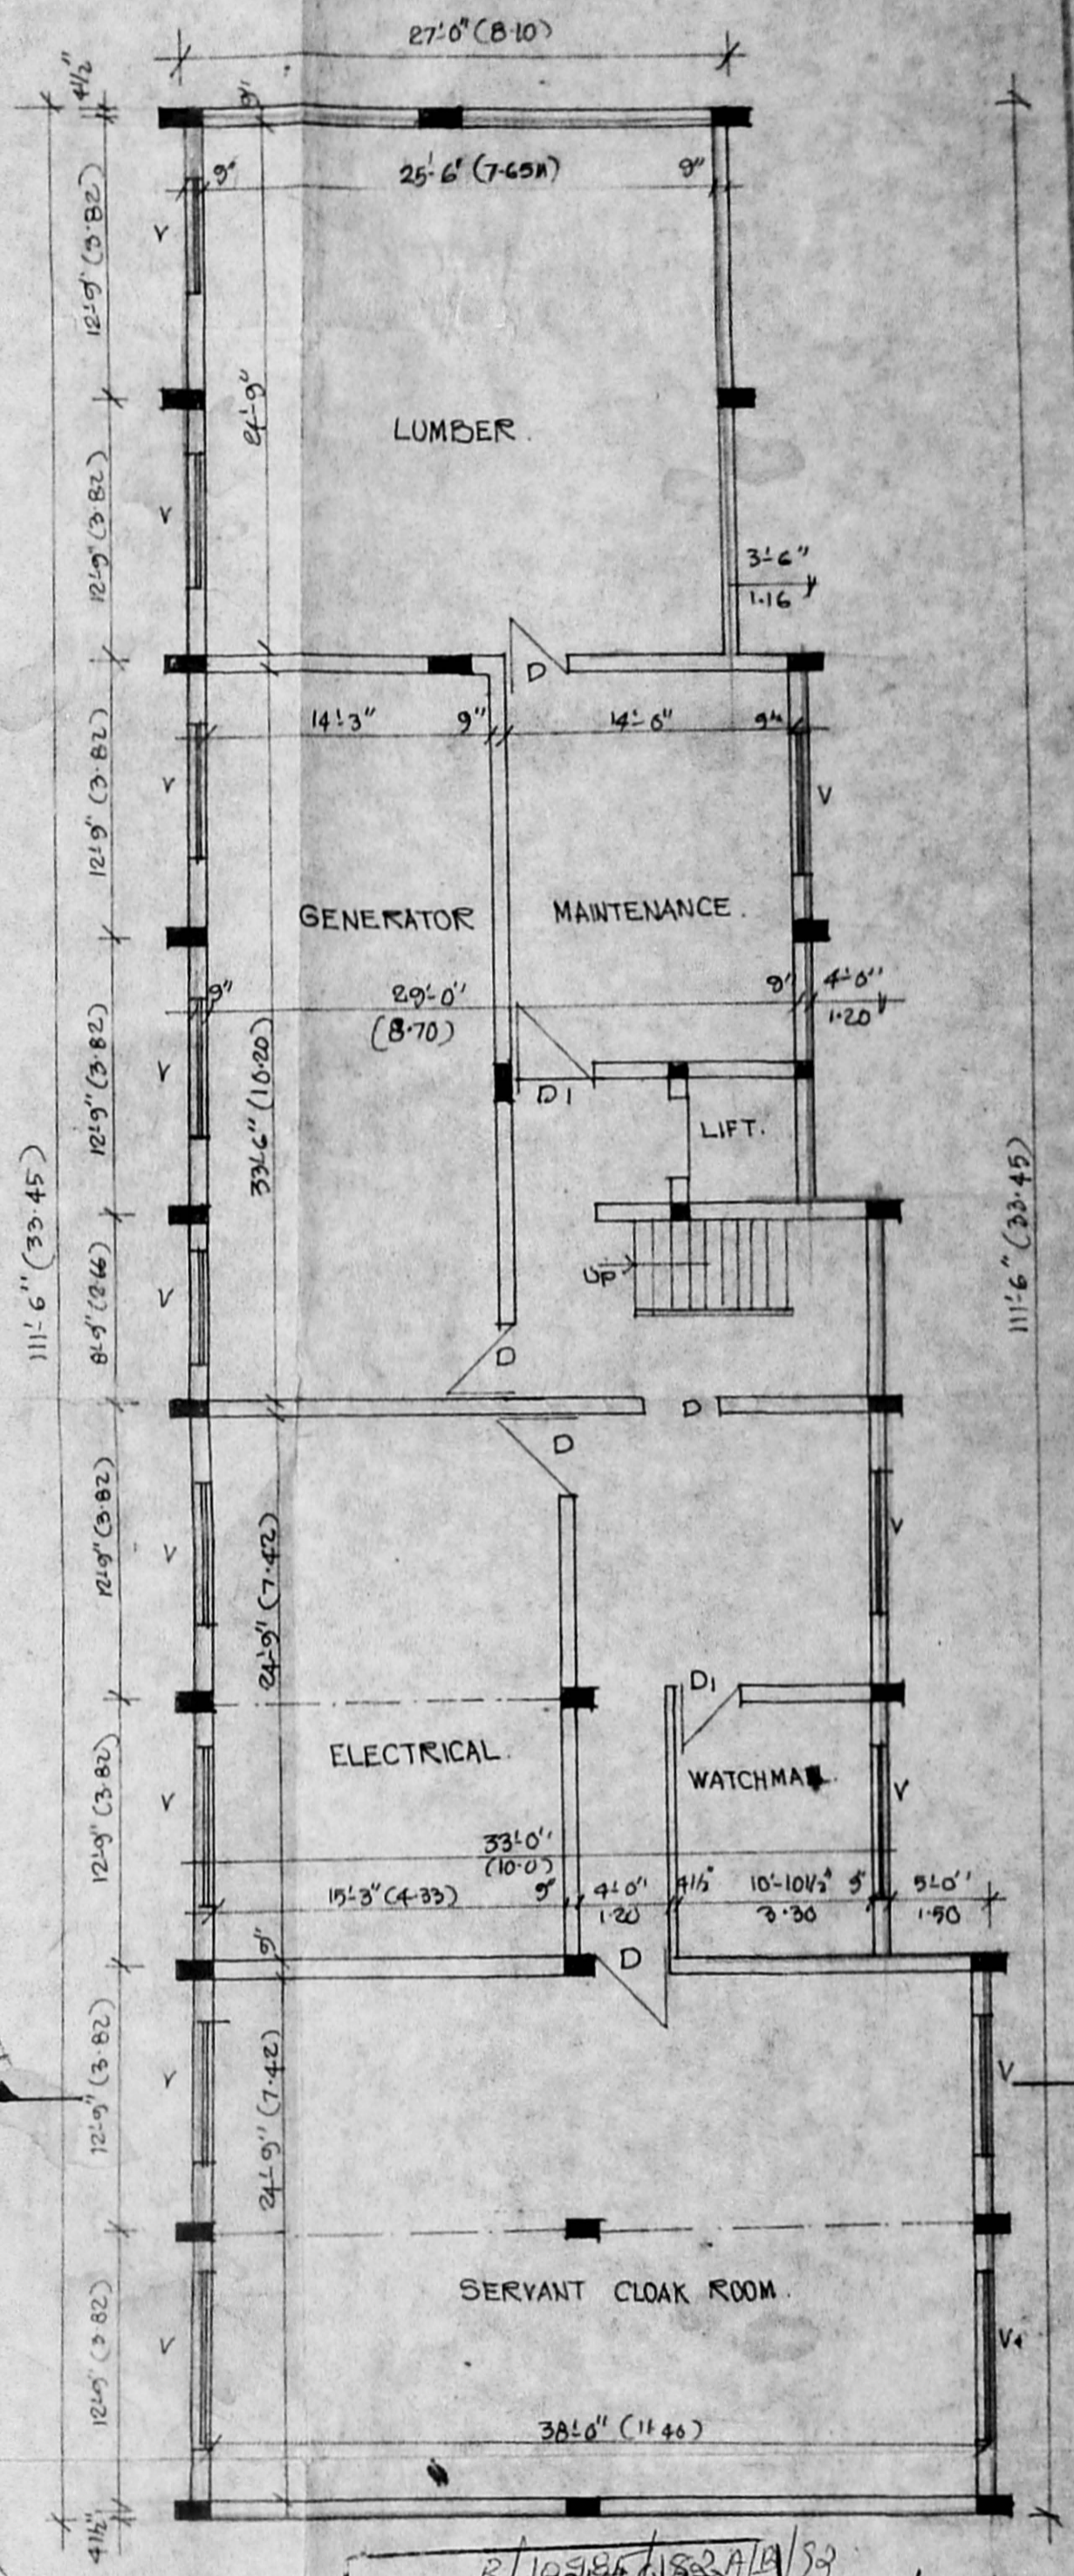 27'-0" (8·10)
4½"
9"
9"
25'-6" (7·65M)
9"
12'-9" (3·82)
V
LUMBER.
12'-9" (3·82)
V
3'-6"
1·16
D
14'-3"
9"
14'-6"
9"
12'-9" (3·82)
V
V
GENERATOR
MAINTENANCE.
9"
29'-0"
(8·70)
9"
4'-0"
1·20
12'-9" (3·82)
V
D1
33'-6" (10·20)
LIFT.
111'-6" (33·45)
111'-6" (33·45)
UP
8'-9" (2·66)
V
D
D
D
12'-9" (3·82)
V
V
24'-9" (7·42)
D1
ELECTRICAL.
12'-9" (3·82)
V
V
33'-0"
(10·0)
15'-3" (4·33)
9"
4'-0"
1·20
4½"
10'-10½"
3·30
9"
5'-0"
1·50
9"
D
12'-9" (3·82)
V
V
24'-9" (7·42)
SERVANT CLOAK ROOM.
12'-9" (3·82)
V
V
38'-0" (11·40)
4½"